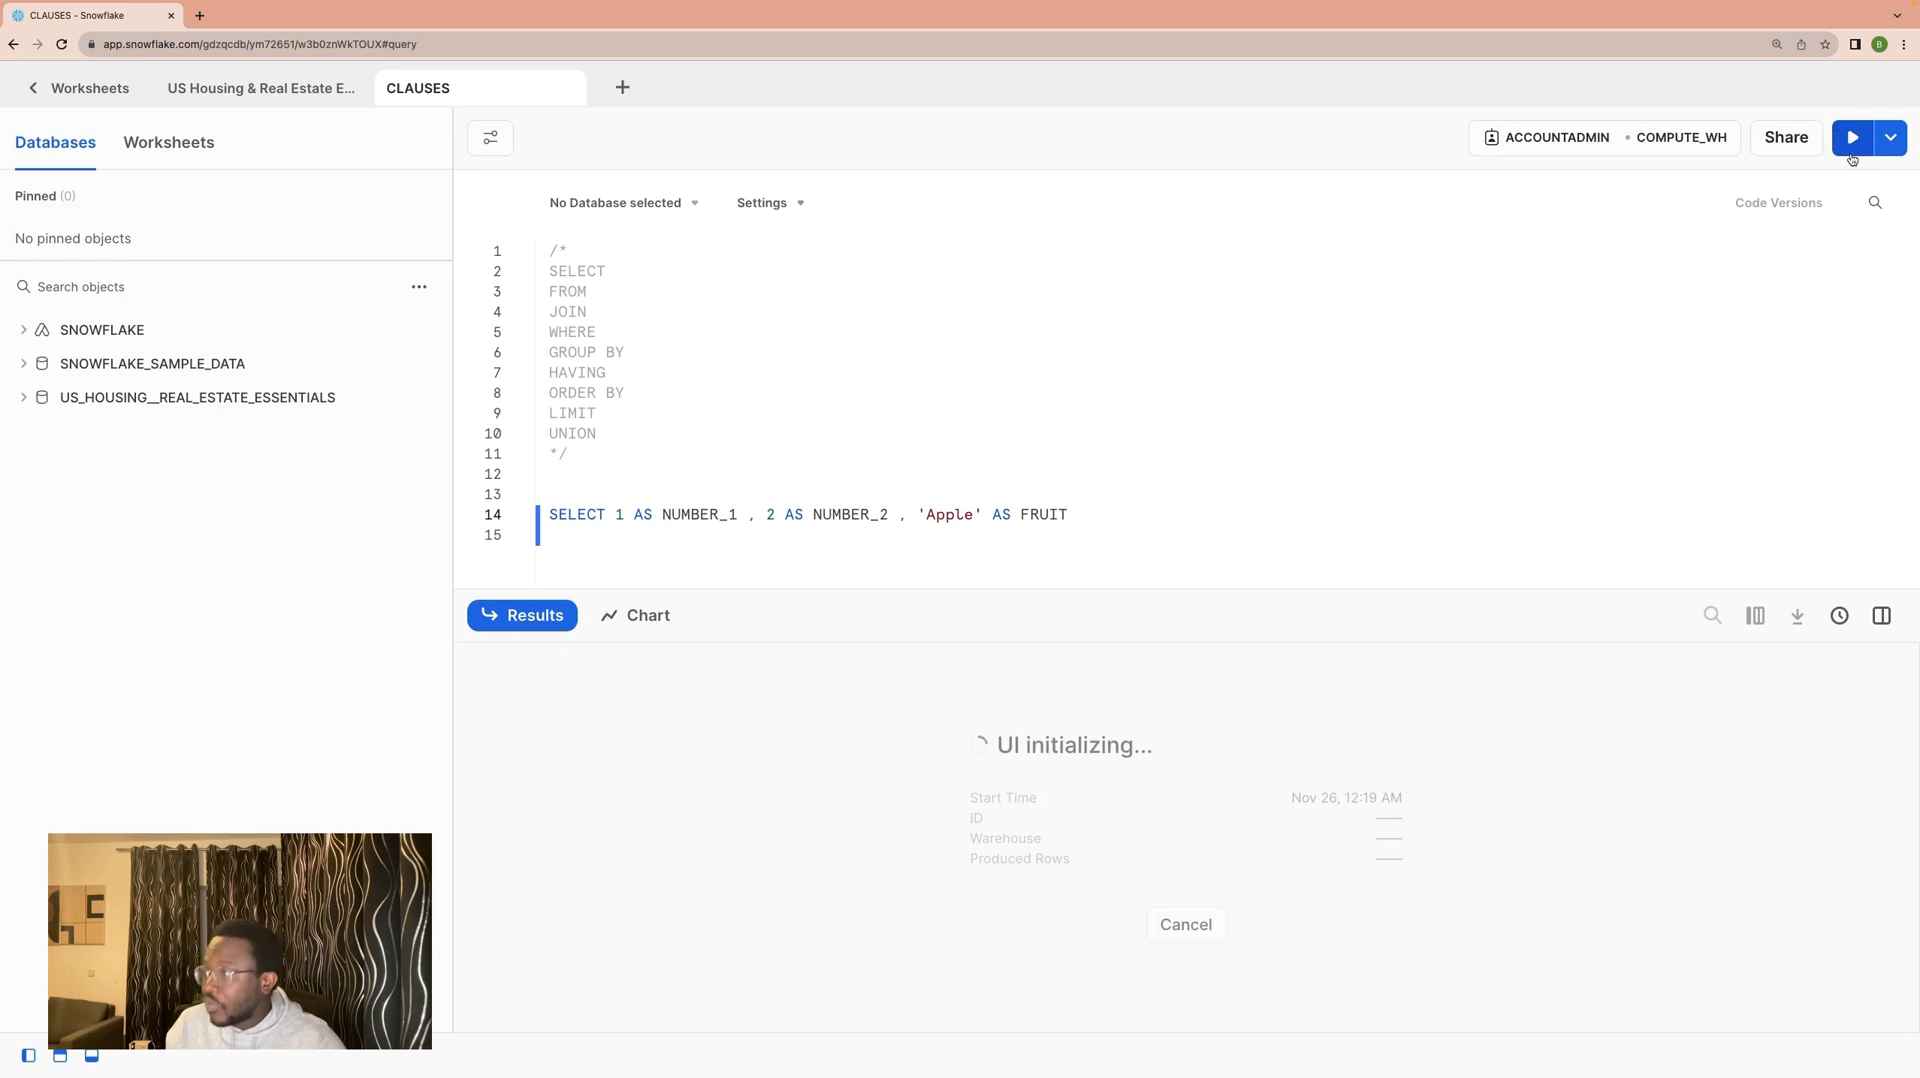 CLAUSES - Snowflake
app.snowflake.com/gdzqcdb/ym72651/w3b0znWkTOUX#query
B
Worksheets
US Housing & Real Estate E...
CLAUSES
Databases
Worksheets
ACCOUNTADMIN • COMPUTE_WH
Share
Pinned (0)
No pinned objects
Search objects
SNOWFLAKE
SNOWFLAKE_SAMPLE_DATA
US_HOUSING__REAL_ESTATE_ESSENTIALS
No Database selected
Settings
Code Versions
1 /*
2 SELECT
3 FROM
4 JOIN
5 WHERE
6 GROUP BY
7 HAVING
8 ORDER BY
9 LIMIT
10 UNION
11 */
12
13
14 SELECT 1 AS NUMBER_1 , 2 AS NUMBER_2 , 'Apple' AS FRUIT
15
Results
Chart
UI initializing...
Start Time Nov 26, 12:19 AM
ID
Warehouse
Produced Rows
Cancel